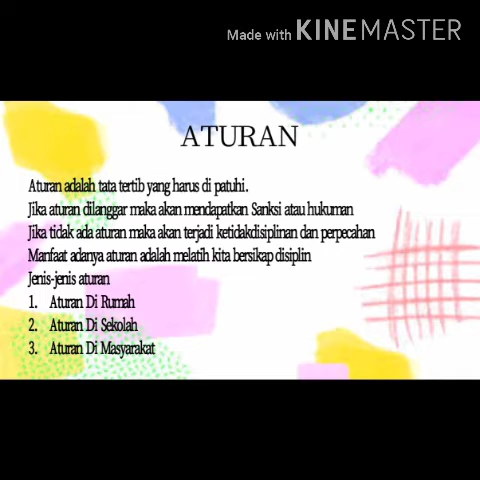 Made with KINEMASTER
ATURAN
Aturan adalah tata tertib yang harus di patuhi.
Jika aturan dilanggar maka akan mendapatkan Sanksi atau hukuman
Jika tidak ada aturan maka akan terjadi ketidakdisiplinan dan perpecahan
Manfaat adanya aturan adalah melatih kita bersikap disiplin
Jenis-jenis aturan
1. Aturan Di Rumah
2. Aturan Di Sekolah
3. Aturan Di Masyarakat